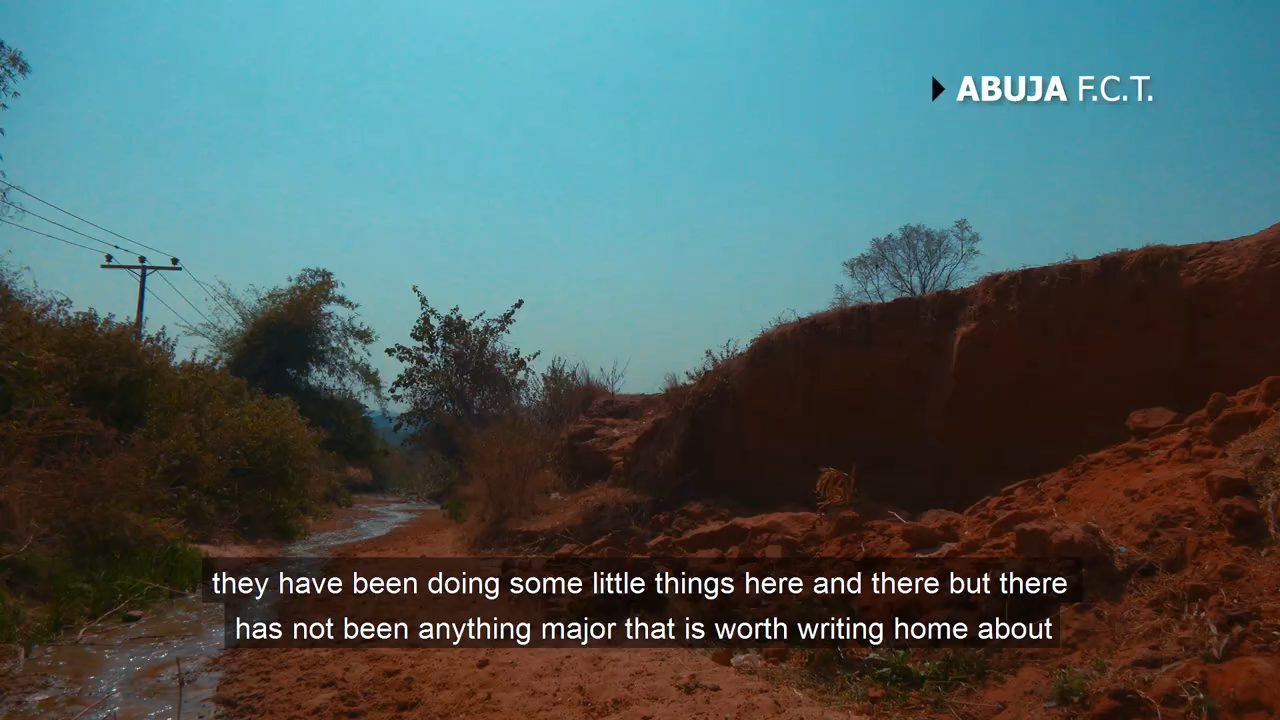 ABUJA F.C.T.
they have been doing some little things here and there but there
has not been anything major that is worth writing home about